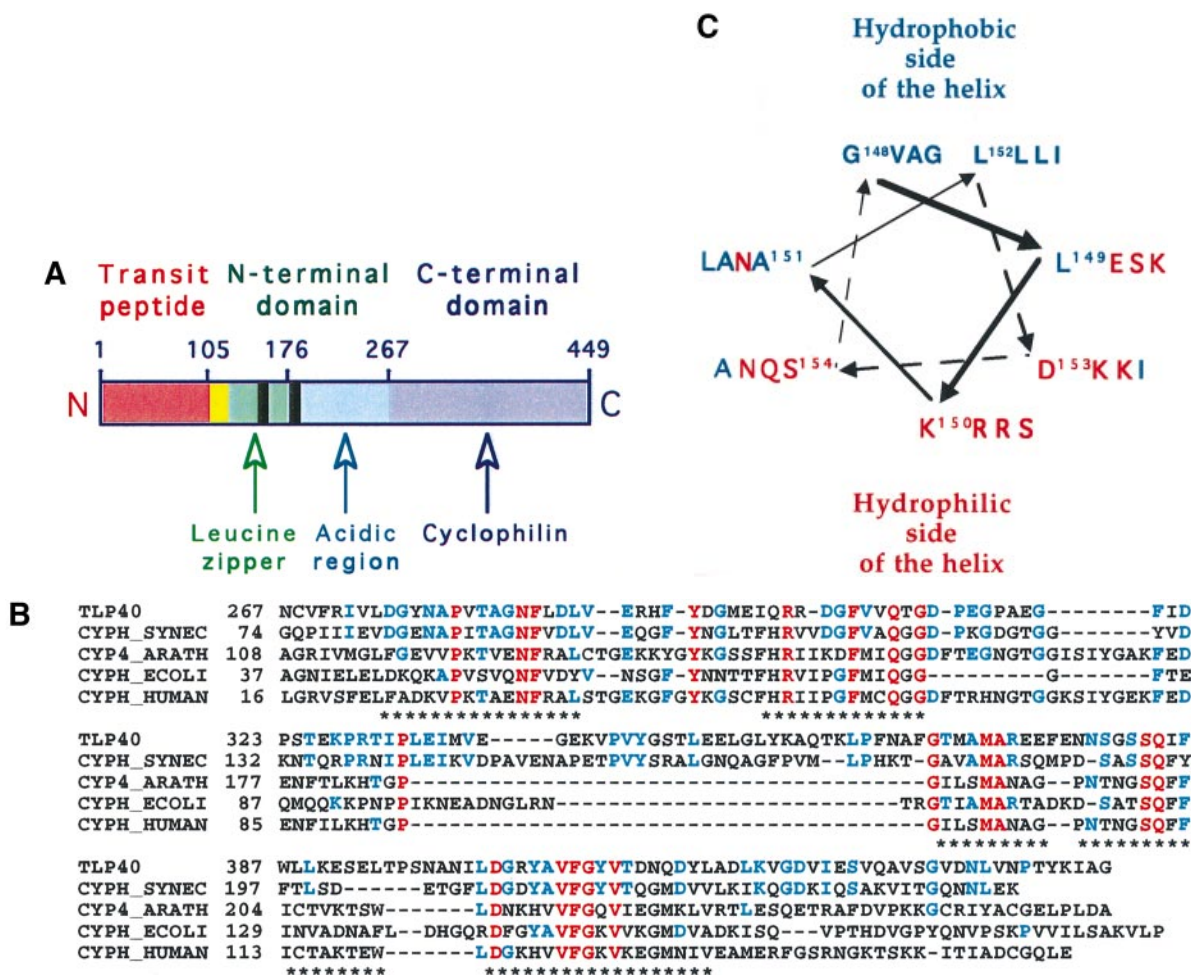 A
Transit peptide
N-terminal domain
C-terminal domain
1 105 176 267 449
N C
Leucine zipper
Acidic region
Cyclophilin
C
Hydrophobic
side
of the helix
G148VAG L152LLI
LANA151 L149ESK
ANQS154 D153KKI
K150RRS
Hydrophilic
side
of the helix
B
TLP40 267 NCVFRIVLDGYNAPVTAGNFLDLV--ERHF-YDGMEIQRR-DGFVVQTGD-PEGPAEG--------FID
CYPH_SYNEC 74 GQPIIIEVDGENAPITAGNFVDLV--EQGF-YNGLTFHRVVDGFVAQGGD-PKGDGTGG-------YVD
CYP4_ARATH 108 AGRIVMGLFGEVVPKTVENFRALCTGEKKYGYKGSSFHRIIKDFMIQGGDFTEGNGTGGISIYGAKFED
CYPH_ECOLI 37 AGNIELELDKQKAPVSVQNFVDYV--NSGF-YNNTTFHRVIPGFMIQGG---------G-------FTE
CYPH_HUMAN 16 LGRVSFELFADKVPKTAENFRALSTGEKGFGYKGSCFHRIIPGFMCQGGDFTRHNGTGGKSIYGEKFED
*************** ************
TLP40 323 PSTEKPRTIPLEIMVE-----GEKVPVYGSTLEELGLYKAQTKLPFNAFGTMAMAREEFENNSGSSQIF
CYPH_SYNEC 132 KNTQRPRNIPLEIKVDPAVENAPETPVYSRALGNQAGFPVM--LPHKT-GAVAMARSQMPD-SASSQFY
CYP4_ARATH 177 ENFTLKHTGP---------------------------------------GILSMANAG--PNTNGSQFF
CYPH_ECOLI 87 QMQQKKPNPPIKNEADNGLRN--------------------------TRGTIAMARTADKD-SATSQFF
CYPH_HUMAN 85 ENFILKHTGP---------------------------------------GILSMANAG--PNTNGSQFF
********* *********
TLP40 387 WLLKESELTPSNANILDGRYAVFGYVTDNQDYLADLKVGDVIESVQAVSGVDNLVNPTYKIAG
CYPH_SYNEC 197 FTLSD------ETGFLDGDYAVFGYVTQGMDVVLKIKQGDKIQSAKVITGQNNLEK
CYP4_ARATH 204 ICTVKTSW-------LDNKHVVFGQVIEGMKLVRTLESQETRAFDVPKKGCRIYACGELPLDA
CYPH_ECOLI 129 INVADNAFL--DHGQRDFGYAVFGKVVKGMDVADKISQ---VPTHDVGPYQNVPSKPVVILSAKVLP
CYPH_HUMAN 113 ICTAKTEW-------LDGKHVVFGKVKEGMNIVEAMERFGSRNGKTSKK-ITIADCGQLE
******** *****************